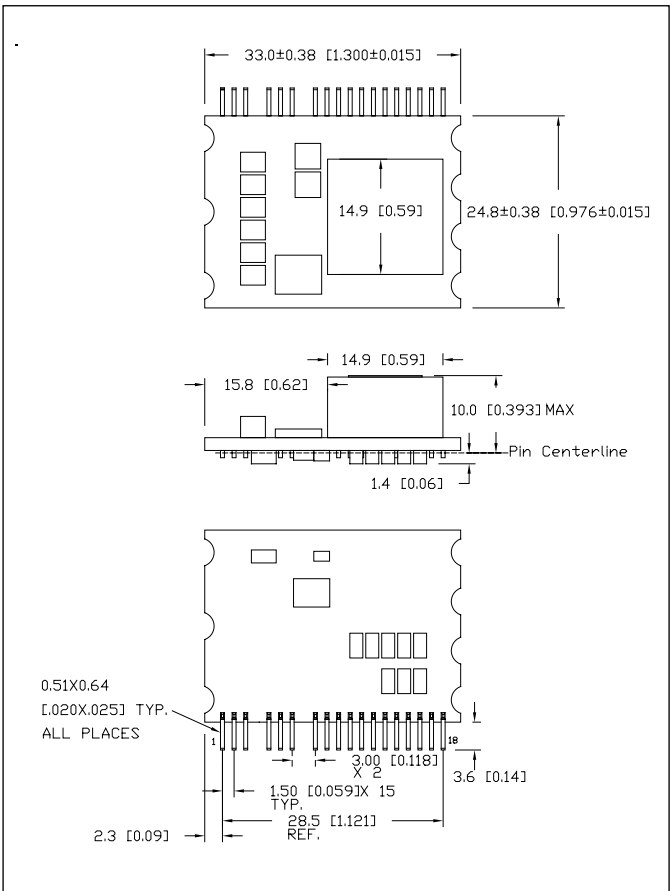 33.0±0.38 [1.300±0.015]
14.9 [0.59]
24.8±0.38 [0.976±0.015]
14.9 [0.59]
15.8 [0.62]
10.0 [0.393] MAX
Pin Centerline
1.4 [0.06]
0.51X0.64
[.020X.025] TYP.
ALL PLACES
1
18
3.00 [0.118]
X 2
3.6 [0.14]
1.50 [0.059]X 15
TYP.
28.5 [1.121]
REF.
2.3 [0.09]